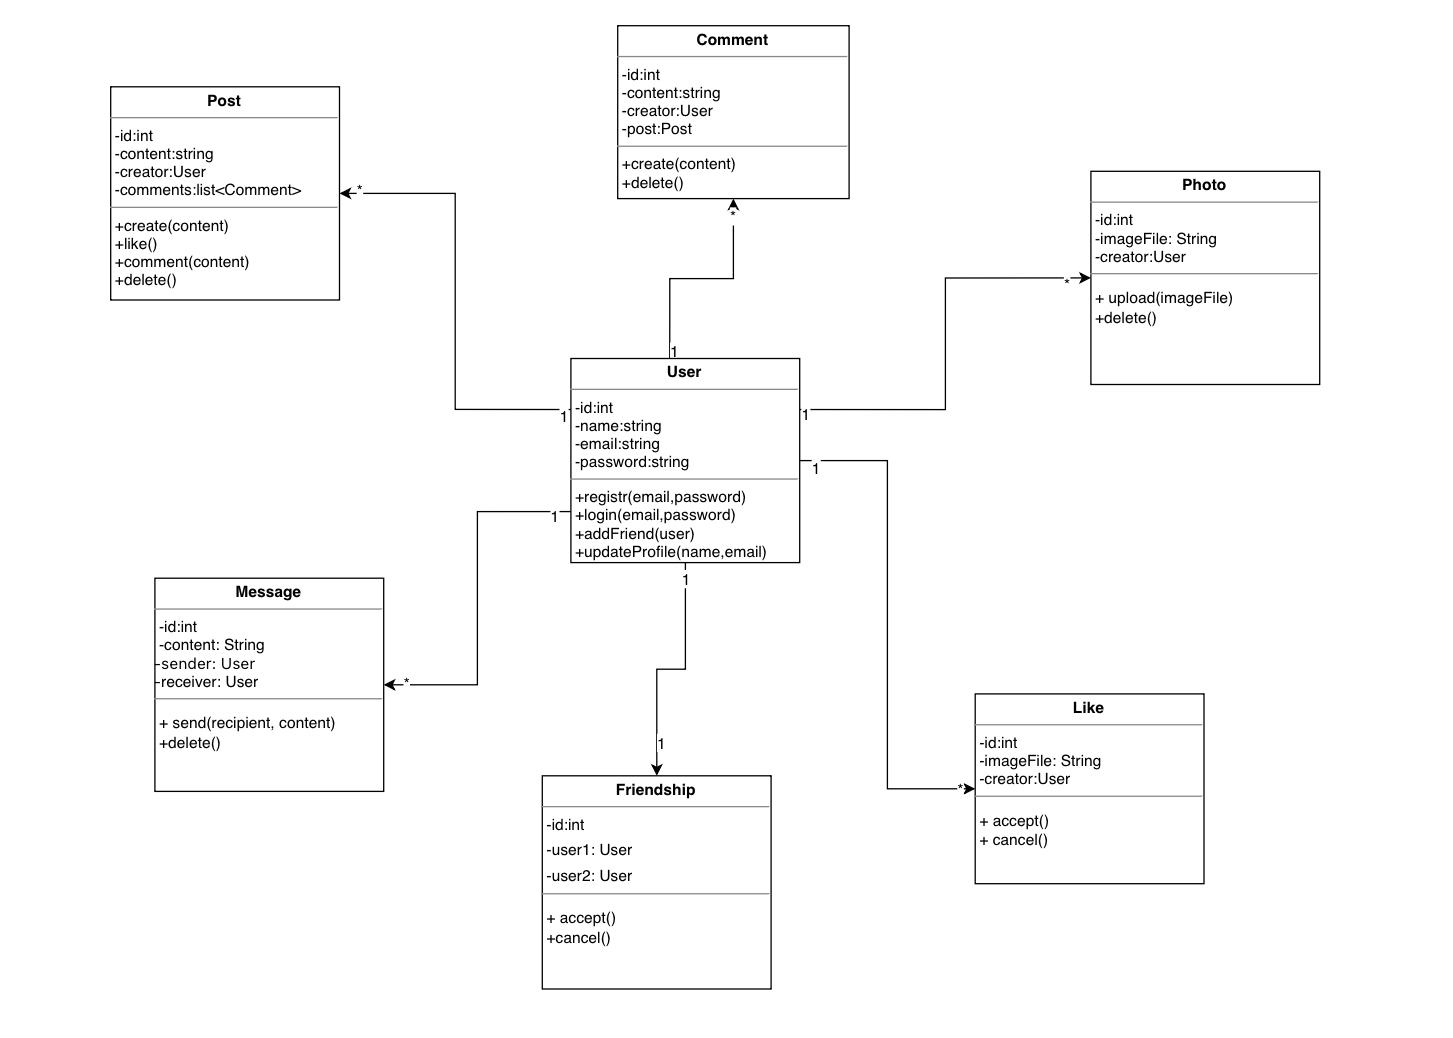 Comment
-id:int
-content:string
-creator:User
-post:Post
+create(content)
+delete()
*
Post
-id:int
-content:string
-creator:User
-comments:list<Comment>
+create(content)
+like()
+comment(content)
+delete()
*
Photo
-id:int
-imageFile: String
-creator:User
+ upload(imageFile)
+delete()
*
1
User
-id:int
-name:string
-email:string
-password:string
+registr(email,password)
+login(email,password)
+addFriend(user)
+updateProfile(name,email)
1
1
1
1
1
Message
-id:int
-content: String
-sender: User
-receiver: User
+ send(recipient, content)
+delete()
*
1
Friendship
-id:int
-user1: User
-user2: User
+ accept()
+cancel()
Like
-id:int
-imageFile: String
-creator:User
+ accept()
+ cancel()
*